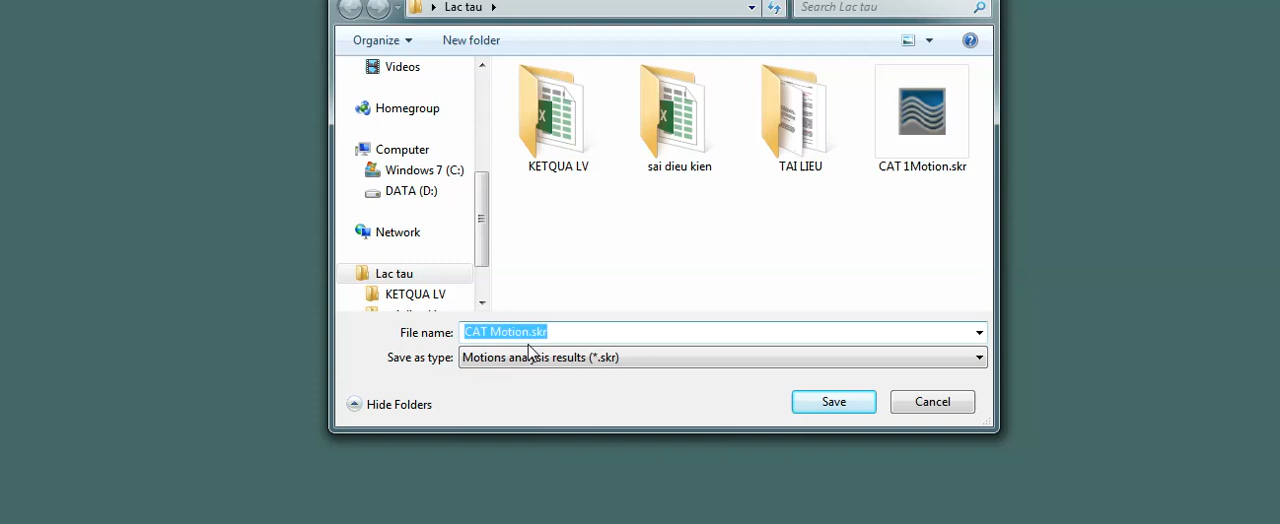 Lac tau
Search Lac tau
Organize
New folder
Videos
Homegroup
Computer
Windows 7 (C:)
DATA (D:)
Network
Lac tau
KETQUA LV
KETQUA LV
sai dieu kien
TAI LIEU
CAT 1Motion.skr
File name:
CAT Motion.skr
Save as type:
Motions analysis results (*.skr)
Hide Folders
Save
Cancel